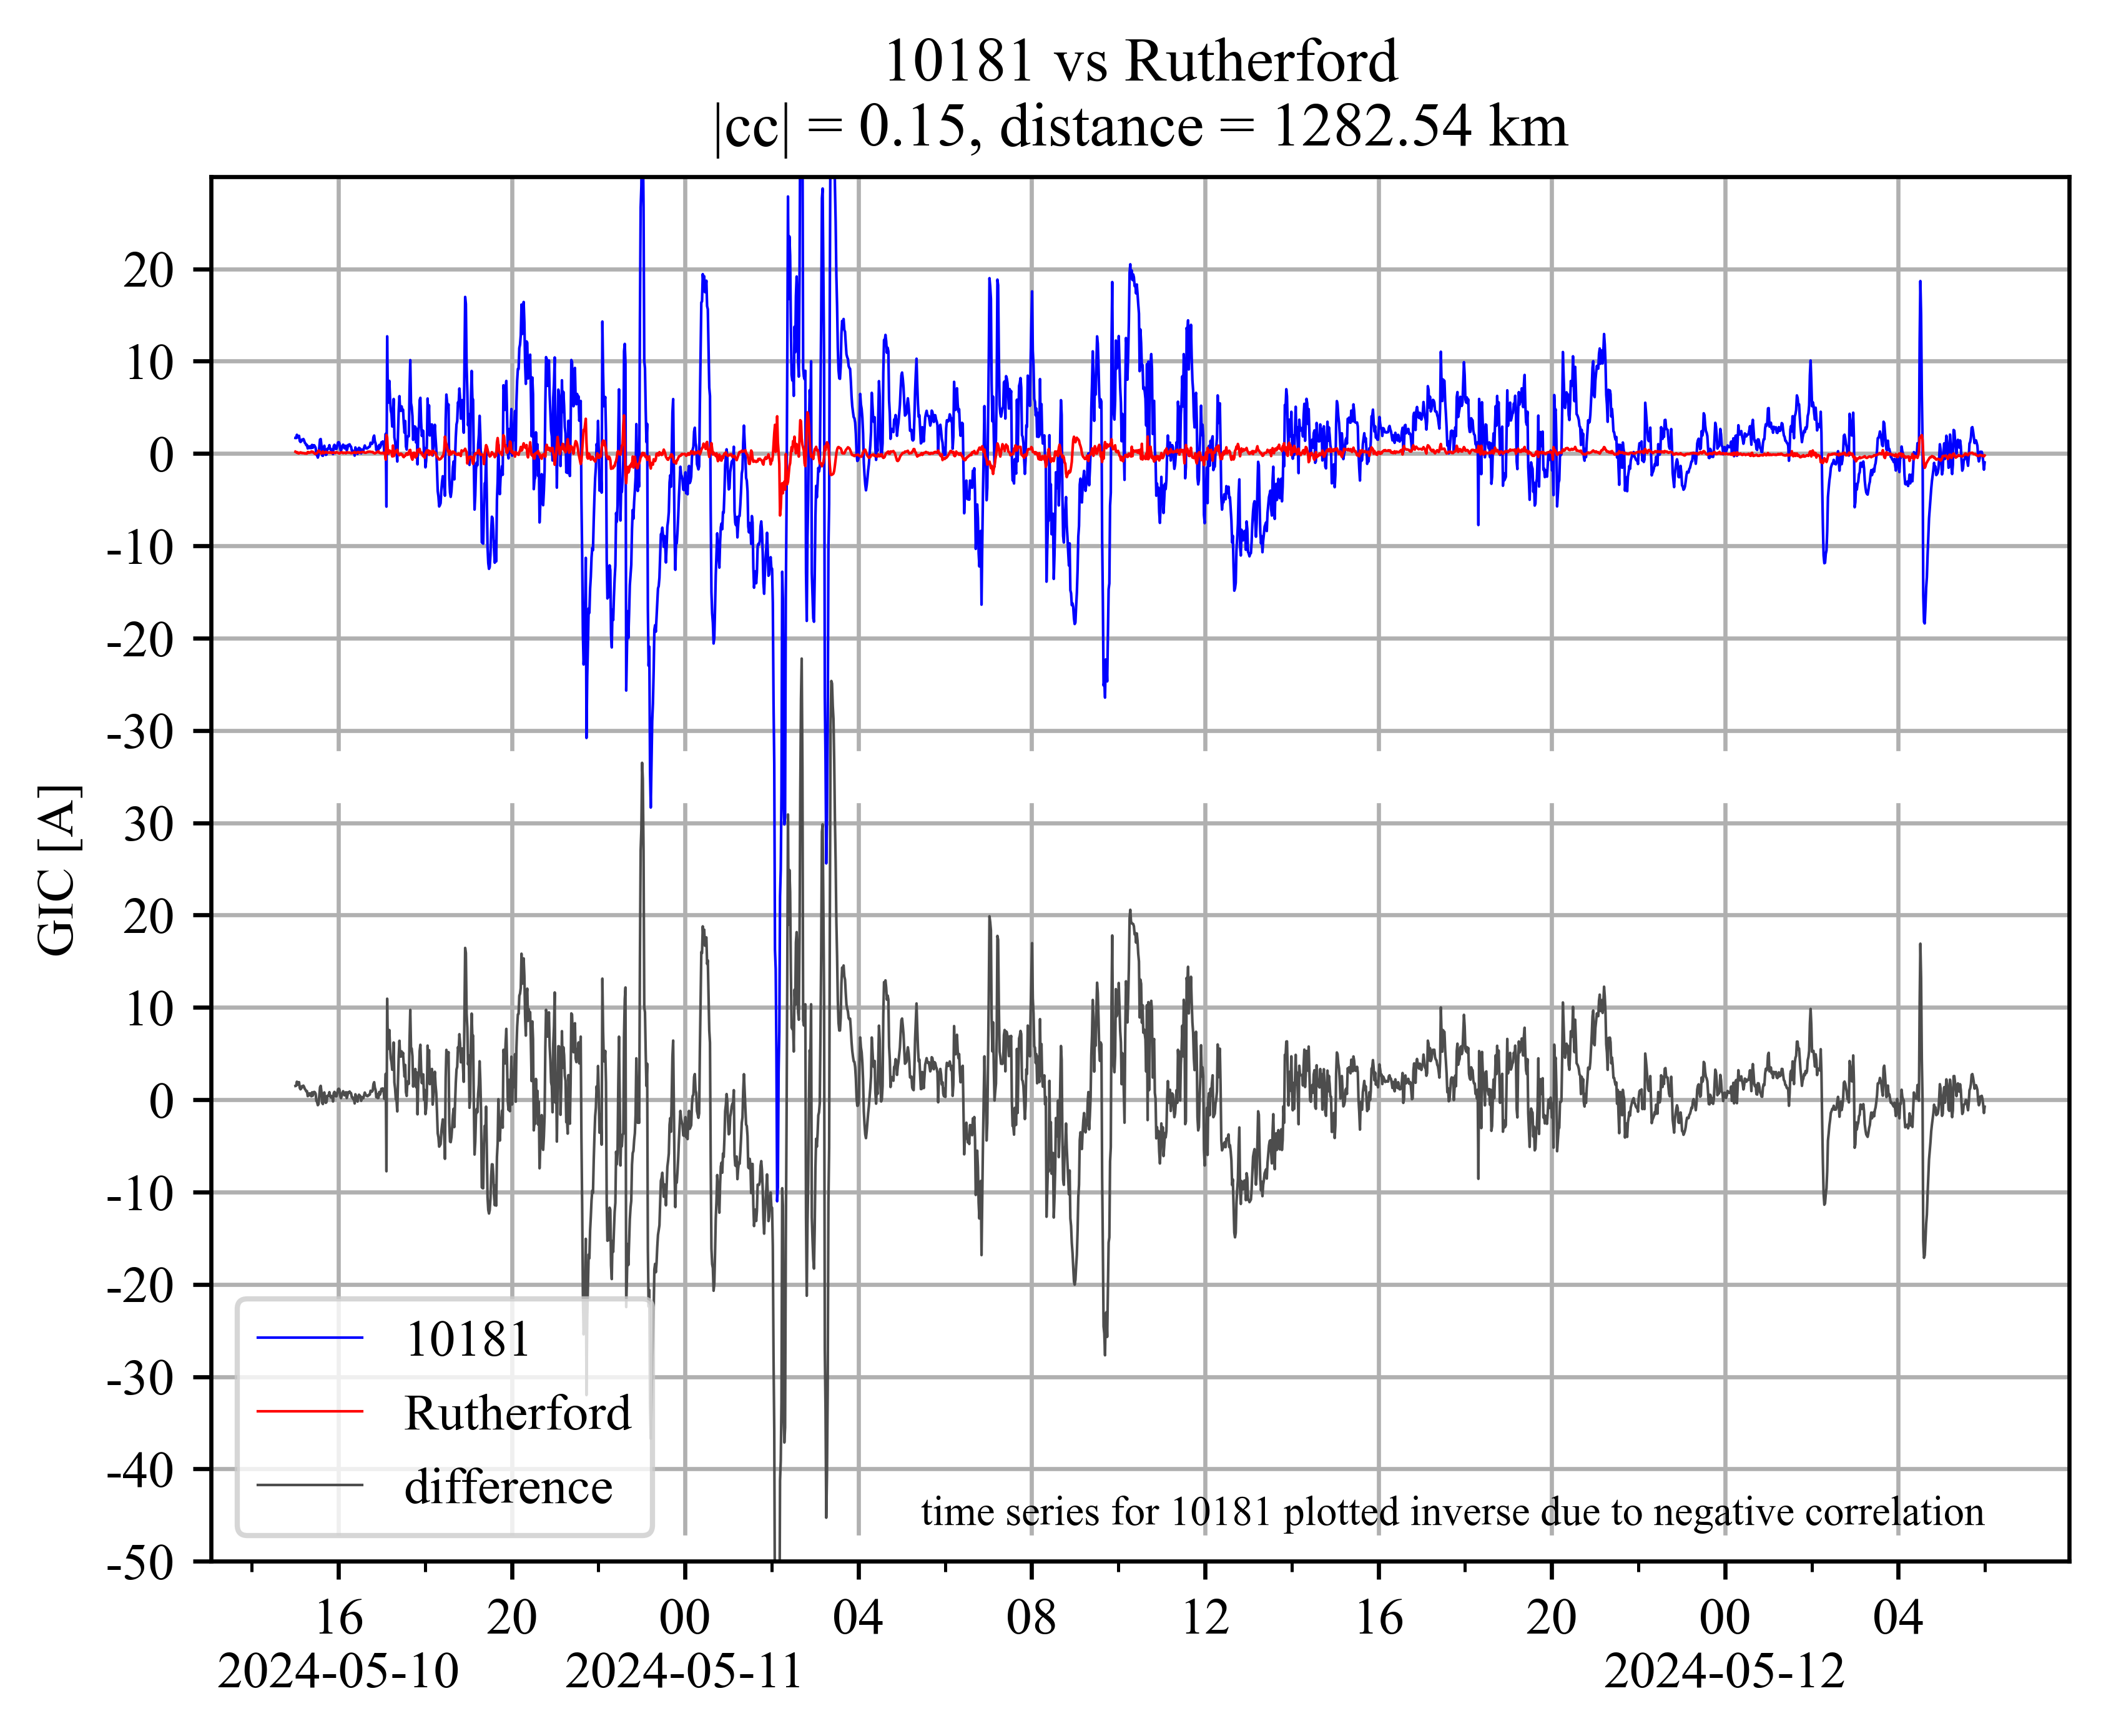 10181 vs Rutherford
|cc| = 0.15, distance = 1282.54 km
GIC [A]
20
10
0
-10
-20
-30
30
20
10
0
-10
-20
-30
-40
-50
10181
Rutherford
difference
time series for 10181 plotted inverse due to negative correlation
16 20 00 04 08 12 16 20 00 04
2024-05-10 2024-05-11 2024-05-12